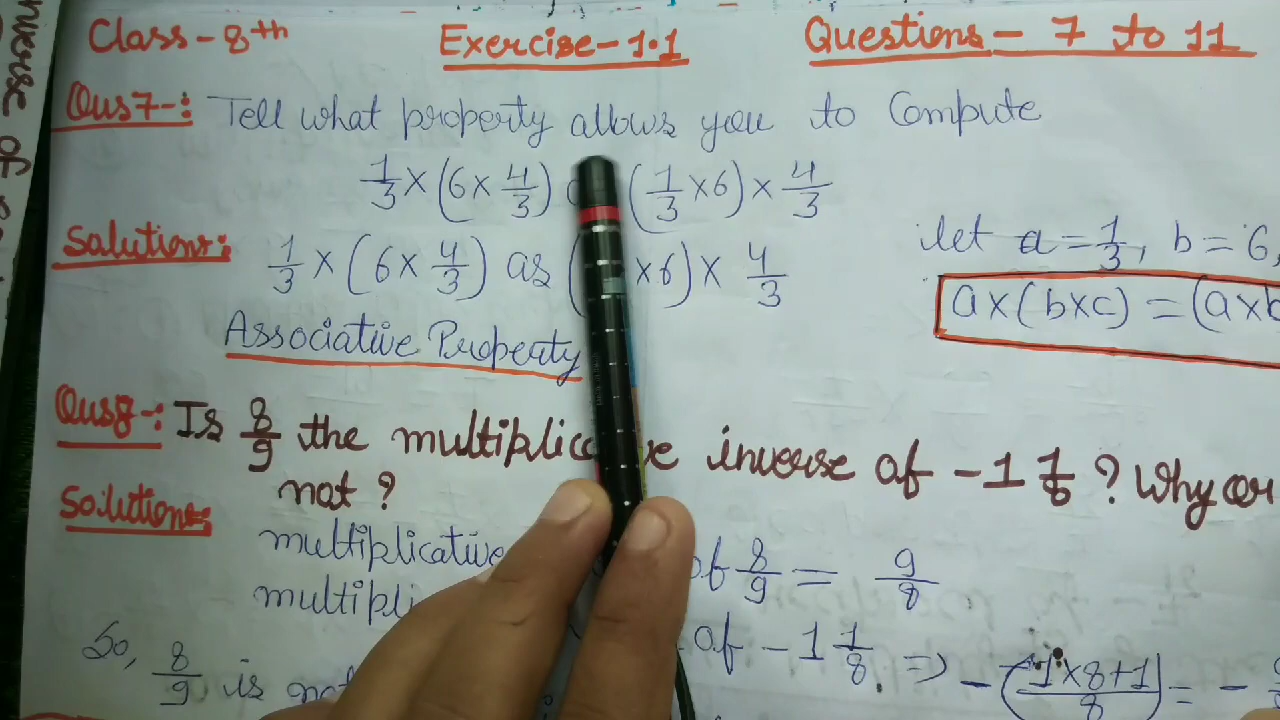 Class-8th Exercise-1.1 Questions- 7 to 11
Ques7-: Tell what property allows you to Compute
1/3 × (6 × 4/3) (1/3 × 6) × 4/3
Solution:
1/3 × (6 × 4/3) as ( × 6) × 4/3
let a = 1/3, b = 6,
a×(b×c) = (a×b
Associative Property
Ques8-: Is 8/9 the inverse of -1 1/8 ? Why or
not ?
Solution:
multiplicative of 8/9 = 9/8
of -1 1/8 => -(1×8+1)/8 = -
So, 8/9 is
inverse of